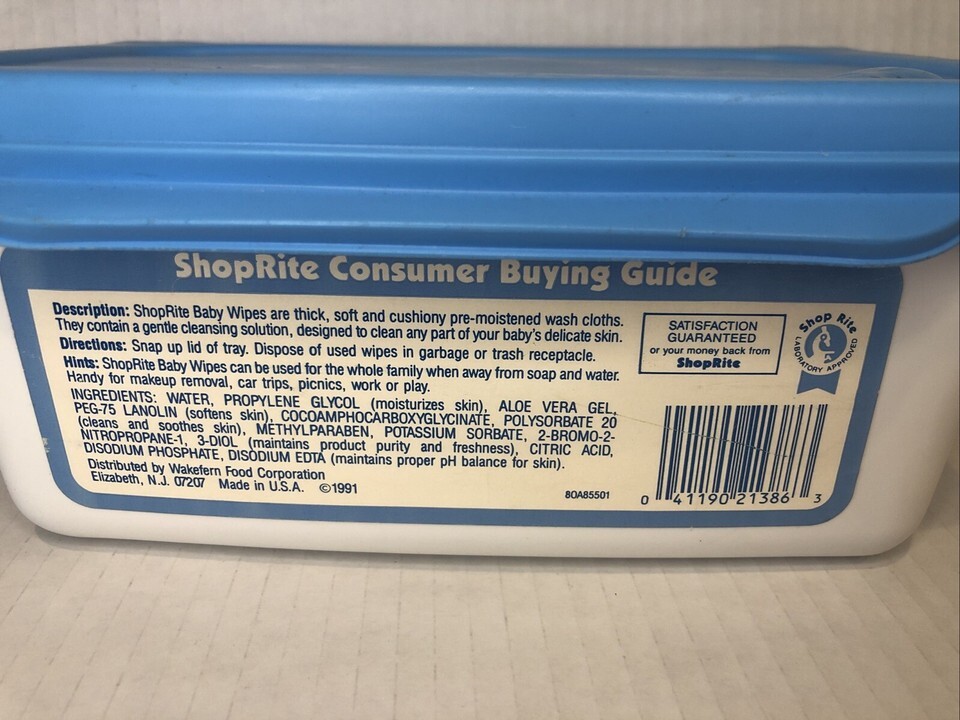 ShopRite Consumer Buying Guide
Description: ShopRite Baby Wipes are thick, soft and cushiony pre-moistened wash cloths.
They contain a gentle cleansing solution, designed to clean any part of your baby's delicate skin.
Directions: Snap up lid of tray. Dispose of used wipes in garbage or trash receptacle.
Hints: ShopRite Baby Wipes can be used for the whole family when away from soap and water.
Handy for makeup removal, car trips, picnics, work or play.
INGREDIENTS: WATER, PROPYLENE GLYCOL (moisturizes skin), ALOE VERA GEL,
PEG-75 LANOLIN (softens skin), COCOAMPHOCARBOXYGLYCINATE, POLYSORBATE 20
(cleans and soothes skin), METHYLPARABEN, POTASSIUM SORBATE, 2-BROMO-2-
NITROPROPANE-1, 3-DIOL (maintains product purity and freshness), CITRIC ACID,
DISODIUM PHOSPHATE, DISODIUM EDTA (maintains proper pH balance for skin).
Distributed by Wakefern Food Corporation
Elizabeth, N.J. 07207 Made in U.S.A. ©1991
80A85501
SATISFACTION
GUARANTEED
or your money back from
ShopRite
Shop Rite
LABORATORY APPROVED
0 41190 21386 3